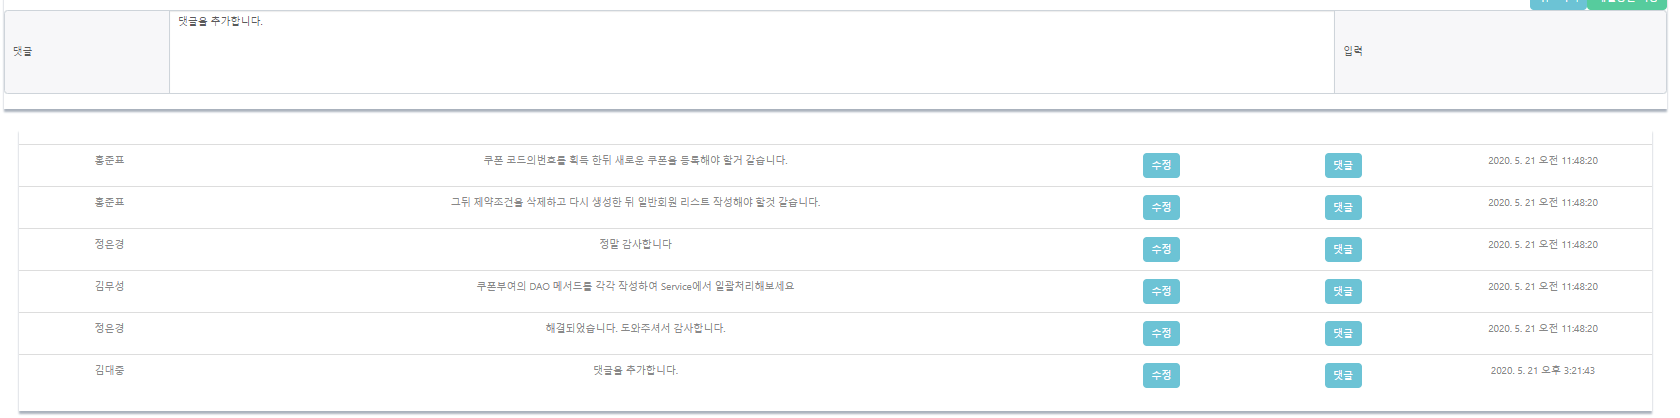 댓글을 추가합니다.
댓글
입력
홍준표 쿠폰 코드의번호를 획득 한뒤 새로운 쿠폰을 등록해야 할거 같습니다. 수정 댓글 2020. 5. 21 오전 11:48:20
홍준표 그뒤 제약조건을 삭제하고 다시 생성한 뒤 일반회원 리스트 작성해야 할것 같습니다. 수정 댓글 2020. 5. 21 오전 11:48:20
정은경 정말 감사합니다 수정 댓글 2020. 5. 21 오전 11:48:20
김무성 쿠폰부여의 DAO 메서드를 각각 작성하여 Service에서 일괄처리해보세요 수정 댓글 2020. 5. 21 오전 11:48:20
정은경 해결되었습니다. 도와주셔서 감사합니다. 수정 댓글 2020. 5. 21 오전 11:48:20
김대중 댓글을 추가합니다. 수정 댓글 2020. 5. 21 오후 3:21:43